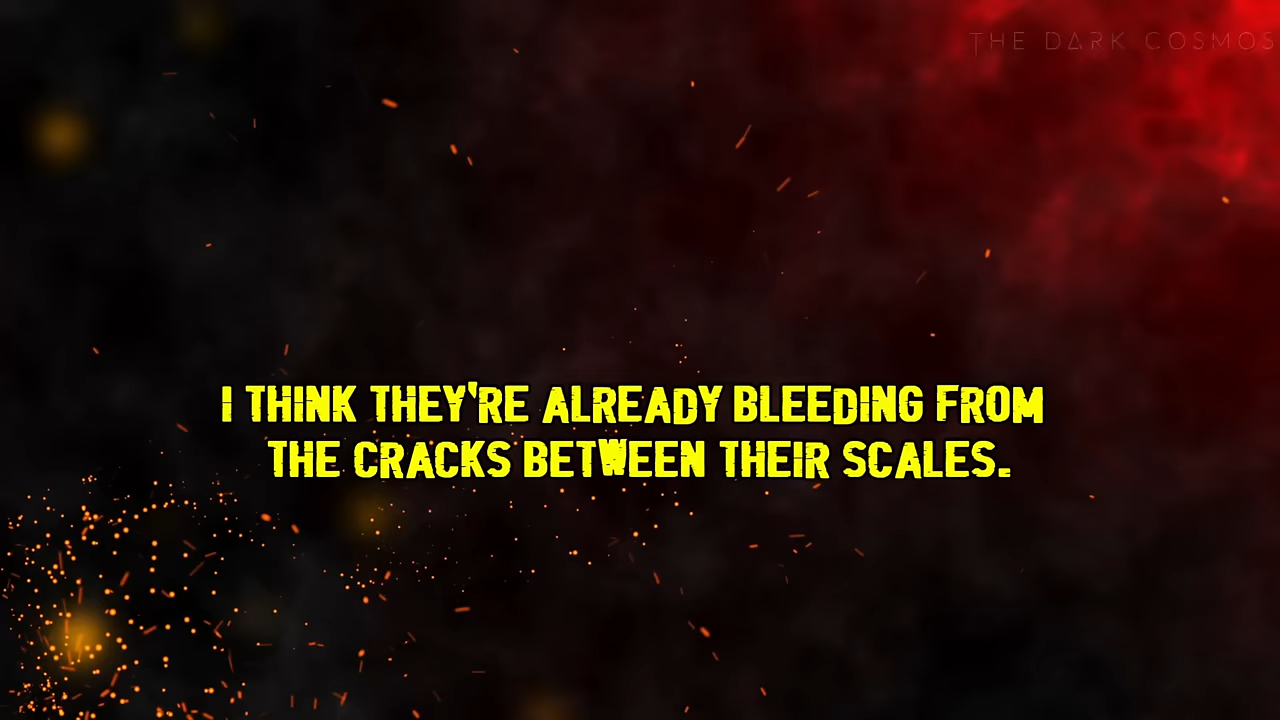 THE DARK COSMOS
I THINK THEY'RE ALREADY BLEEDING FROM
THE CRACKS BETWEEN THEIR SCALES.